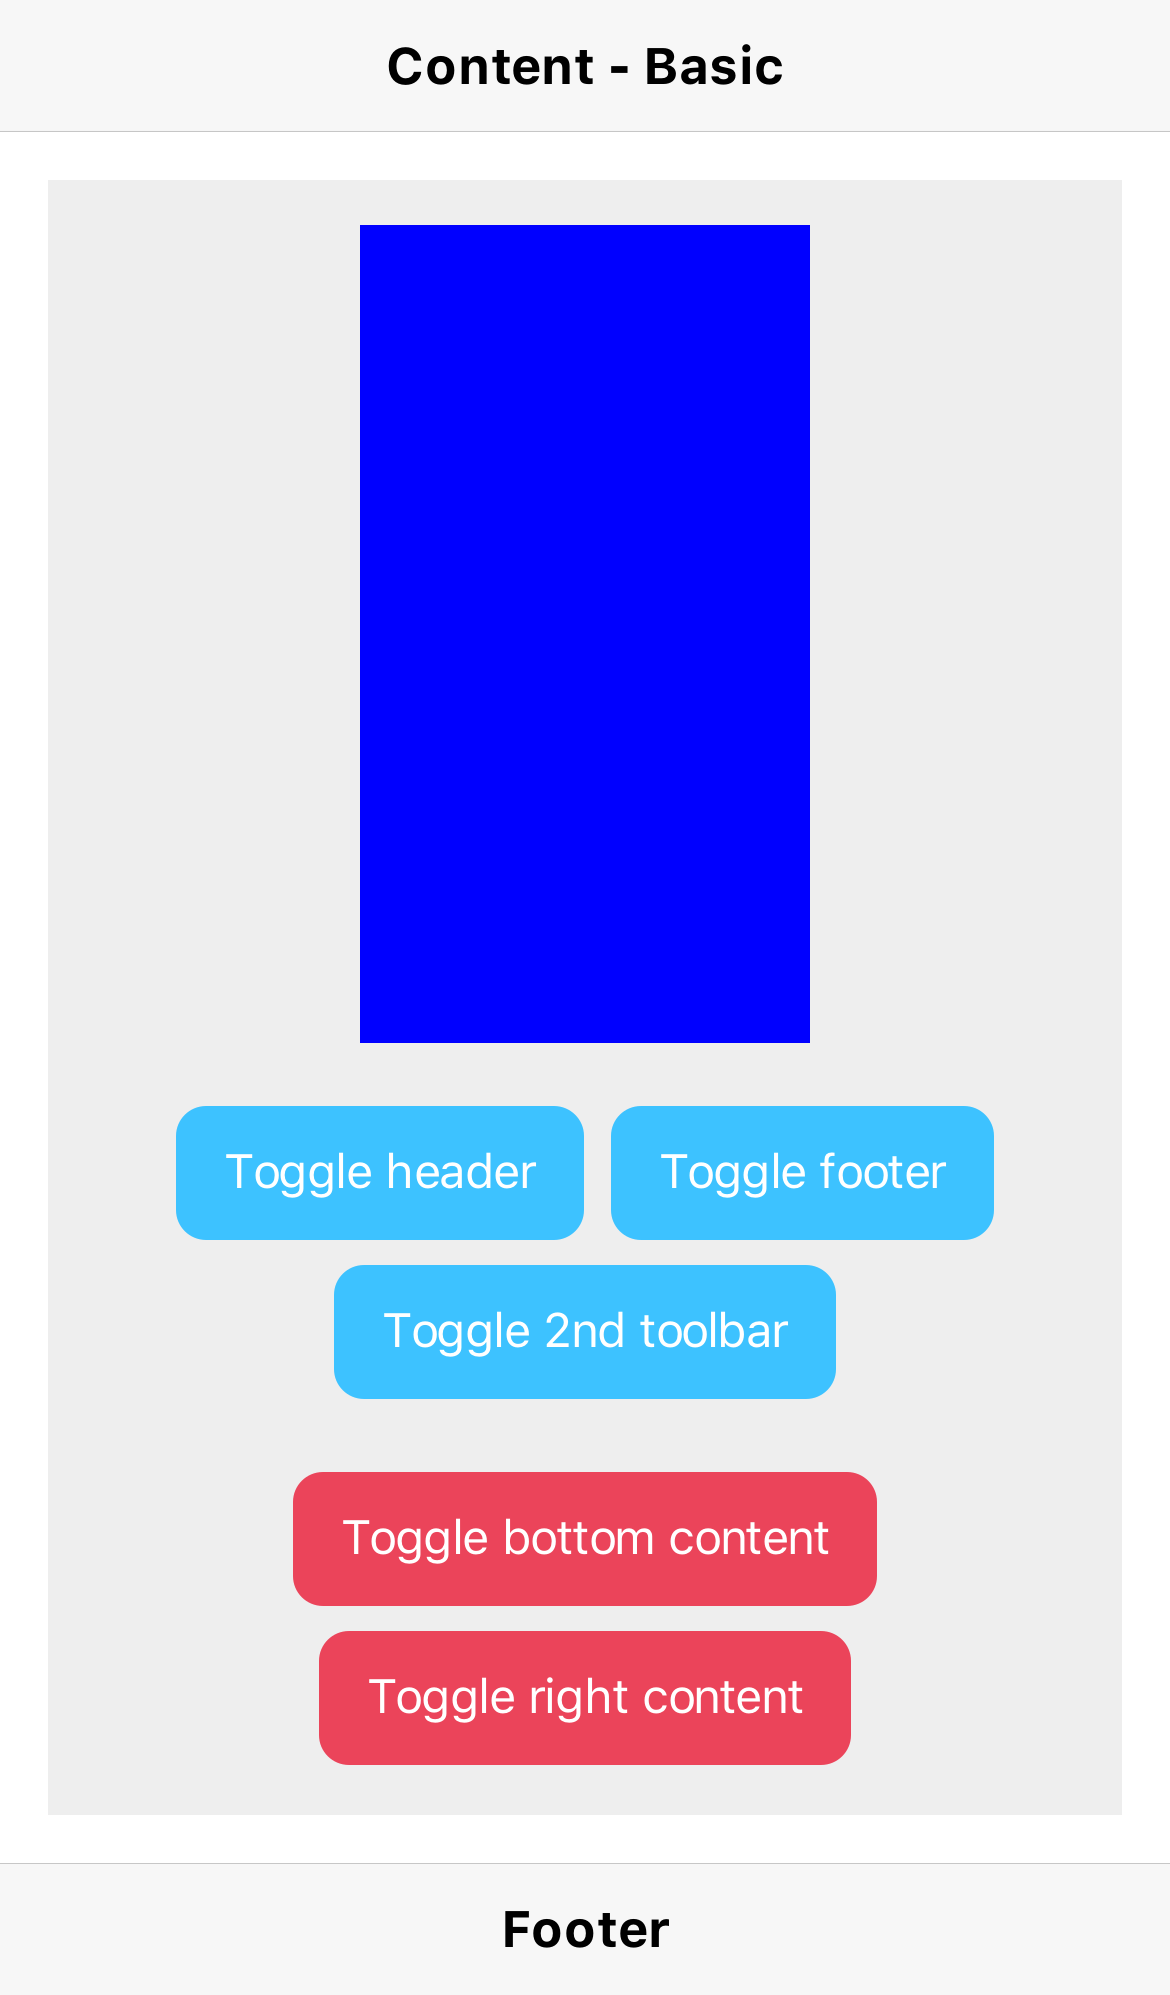 Content - Basic
Toggle header
Toggle footer
Toggle 2nd toolbar
Toggle bottom content
Toggle right content
Footer